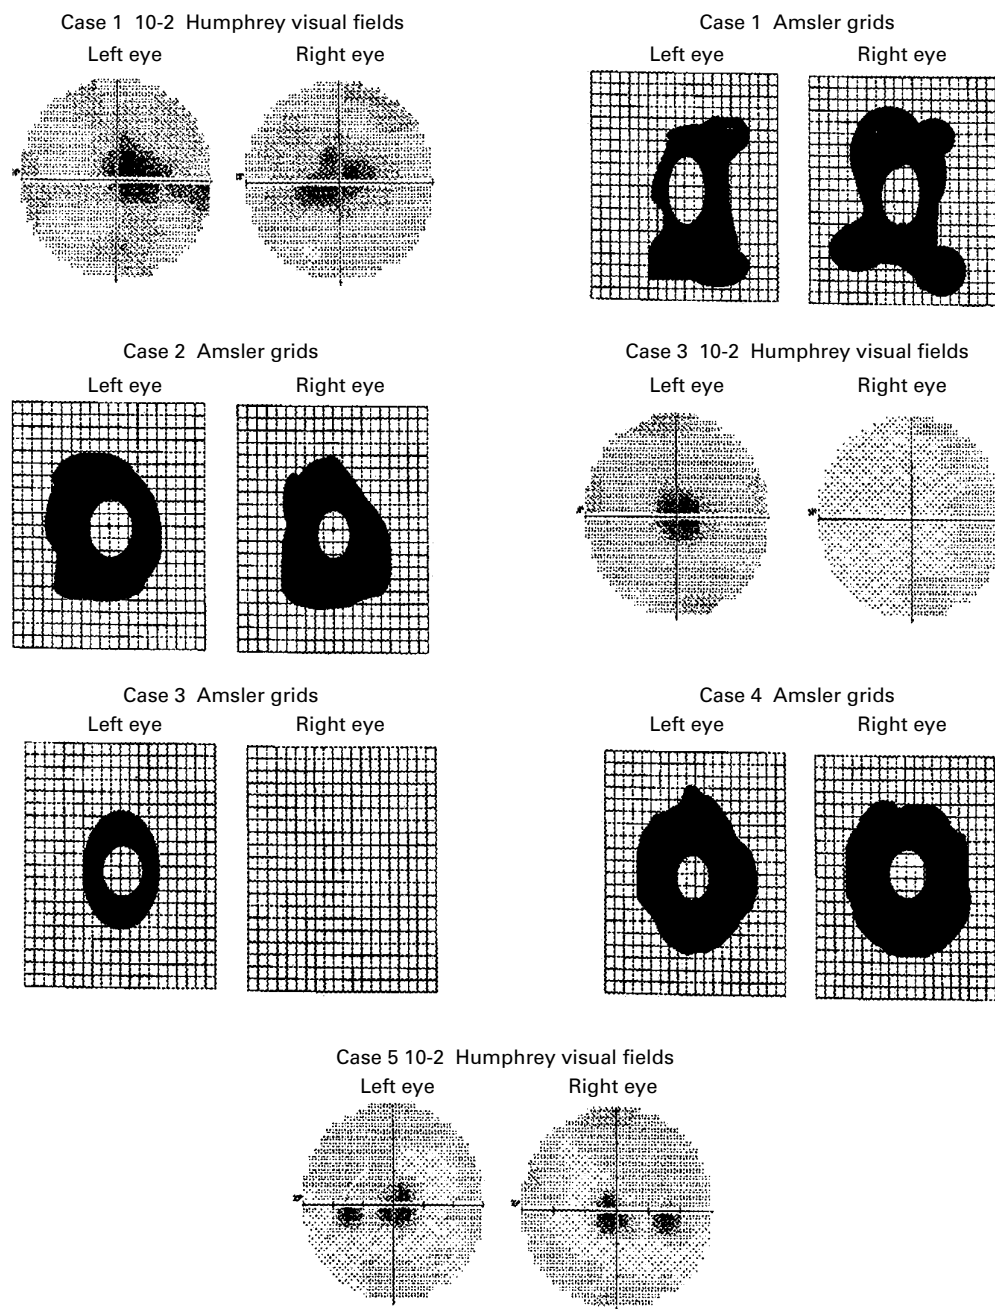 Case 1 10-2 Humphrey visual fields
Left eye Right eye
Case 1 Amsler grids
Left eye Right eye
Case 2 Amsler grids
Left eye Right eye
Case 3 10-2 Humphrey visual fields
Left eye Right eye
Case 3 Amsler grids
Left eye Right eye
Case 4 Amsler grids
Left eye Right eye
Case 5 10-2 Humphrey visual fields
Left eye Right eye